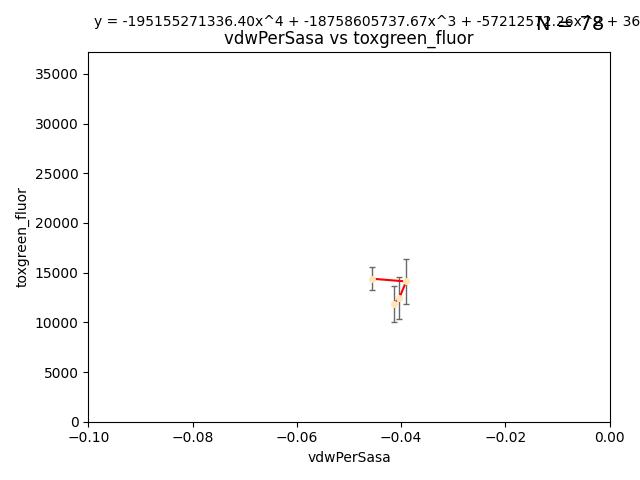 y = -195155271336.40x^4 + -18758605737.67x^3 + + 36
N = 78
vdwPerSasa vs toxgreen_fluor
35000
30000
25000
20000
15000
10000
5000
0
toxgreen_fluor
−0.10 −0.08 −0.06 −0.04 −0.02 0.00
vdwPerSasa